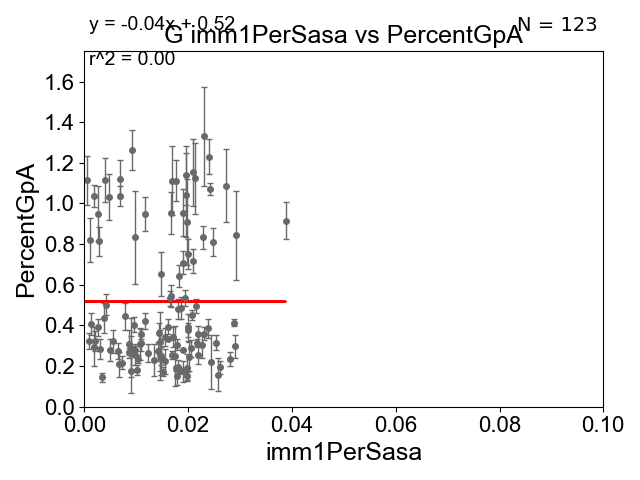 y = -0.04x + 0.52
N = 123
G imm1PerSasa vs PercentGpA
r^2 = 0.00
1.6
1.4
1.2
1.0
0.8
0.6
0.4
0.2
0.0
PercentGpA
0.00 0.02 0.04 0.06 0.08 0.10
imm1PerSasa